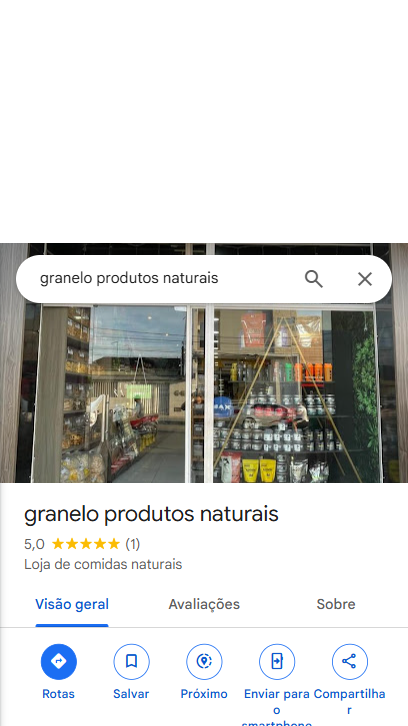 granelo produtos naturais
granelo produtos naturais
5,0 (1)
Loja de comidas naturais
Visão geral Avaliações Sobre
Rotas Salvar Próximo Enviar para o smartphone Compartilhar